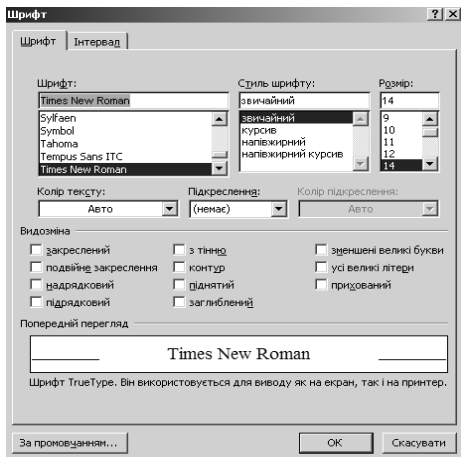 Шрифт
Шрифт Інтервал
Шрифт: Стиль шрифту: Розмір:
Times New Roman звичайний 14
Sylfaen звичайний 9
Symbol курсив 10
Tahoma напівжирний 11
Tempus Sans ITC напівжирний курсив 12
Times New Roman 14
Колір тексту: Підкреслення: Колір підкреслення:
Авто (немає) Авто
Видозміна
закреслений з тінню зменшені великі букви
подвійне закреслення контур усі великі літери
надрядковий піднятий прихований
підрядковий заглиблений
Попередній перегляд
Times New Roman
Шрифт TrueType. Він використовується для виводу як на екран, так і на принтер.
За промовчанням... ОК Скасувати